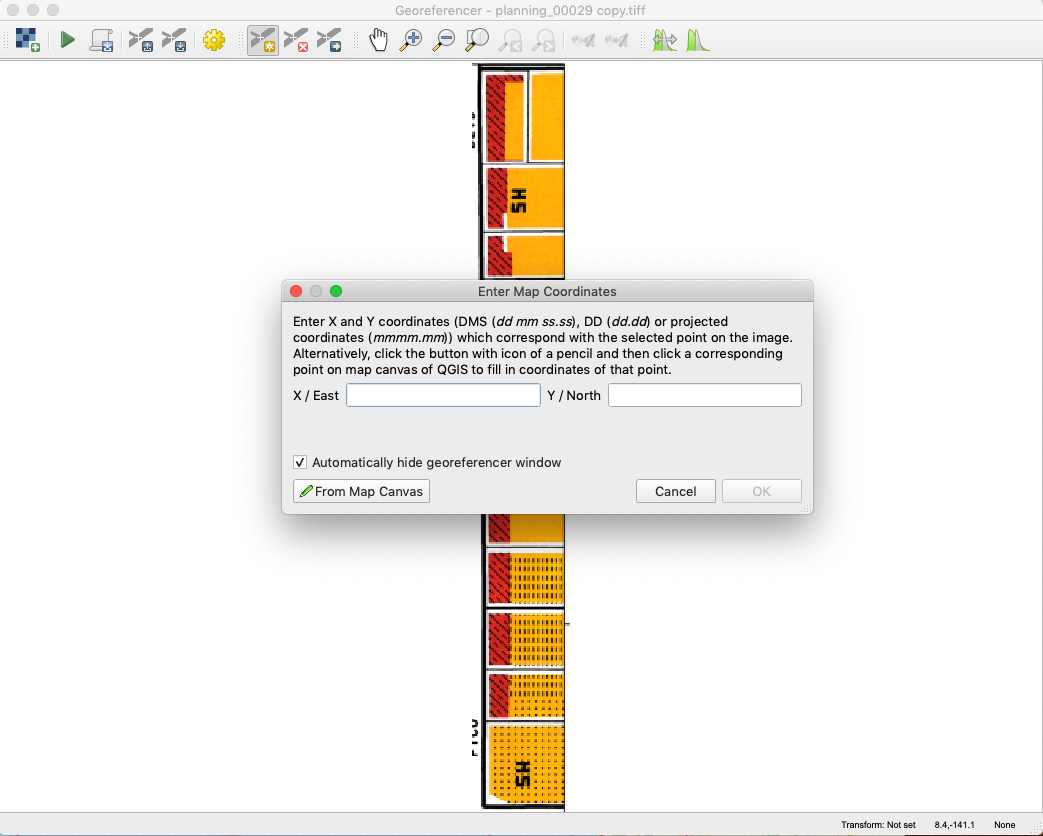 Georeferencer - planning_00029 copy.tiff
SH
Enter Map Coordinates
Enter X and Y coordinates (DMS (dd mm ss.ss), DD (dd.dd) or projected
coordinates (mmmm.mm)) which correspond with the selected point on the image.
Alternatively, click the button with icon of a pencil and then click a corresponding
point on map canvas of QGIS to fill in coordinates of that point.
X / East
Y / North
Automatically hide georeferencer window
From Map Canvas
Cancel
OK
SH
Transform: Not set
8.4,-141.1
None